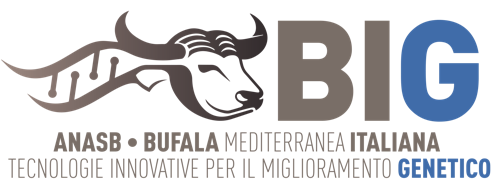 BIG
ANASB • BUFALA MEDITERRANEA ITALIANA
TECNOLOGIE INNOVATIVE PER IL MIGLIORAMENTO GENETICO